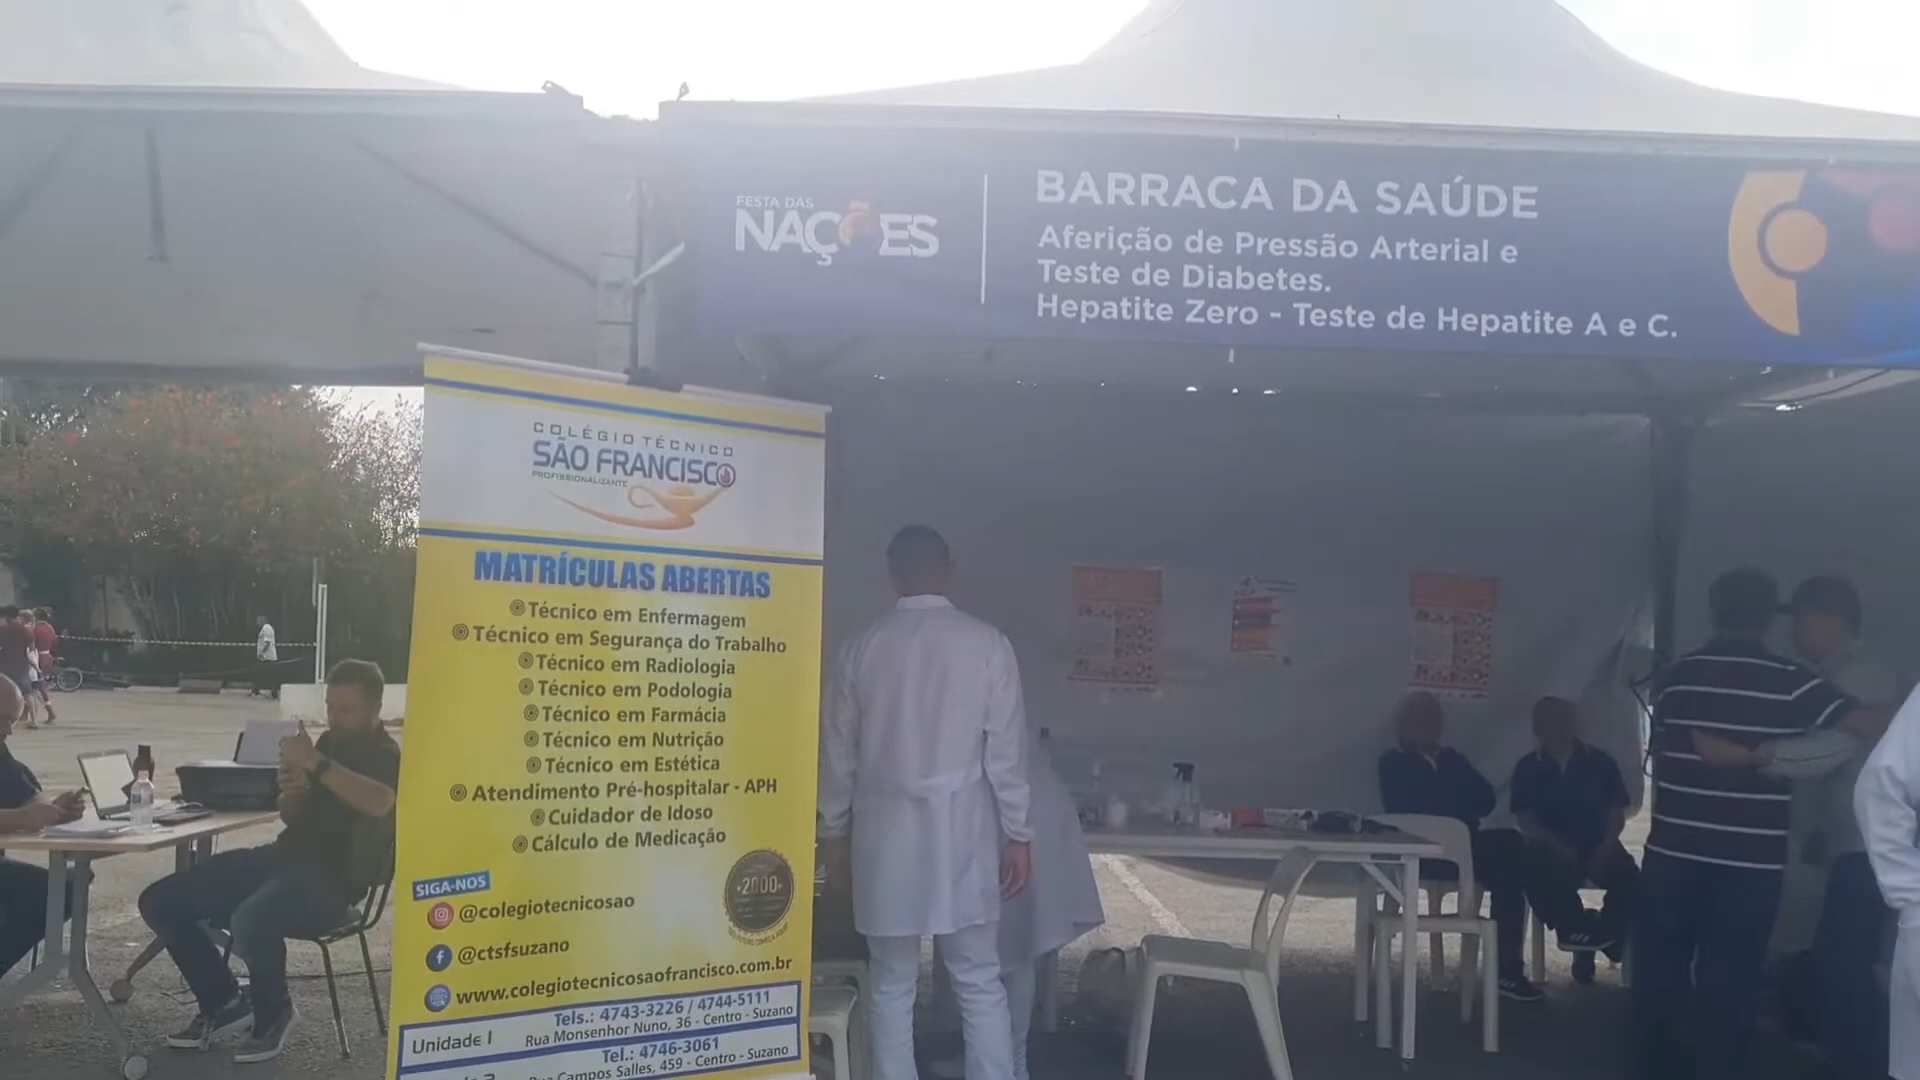 FESTA DAS
NAÇÕES
BARRACA DA SAÚDE
Aferição de Pressão Arterial e
Teste de Diabetes.
Hepatite Zero - Teste de Hepatite A e C.
COLÉGIO TÉCNICO
SÃO FRANCISCO
PROFISSIONALIZANTE
MATRÍCULAS ABERTAS
Técnico em Enfermagem
Técnico em Segurança do Trabalho
Técnico em Radiologia
Técnico em Podologia
Técnico em Farmácia
Técnico em Nutrição
Técnico em Estética
Atendimento Pré-hospitalar - APH
Cuidador de Idoso
Cálculo de Medicação
SIGA-NOS
@colegiotecnicosao
@ctsfsuzano
www.colegiotecnicosaofrancisco.com.br
2000
Unidade 1
Tels.: 4743-3226 / 4744-5111
Rua Monsenhor Nuno, 36 - Centro - Suzano
Tel.: 4746-3061
Rua Campos Salles, 459 - Centro - Suzano